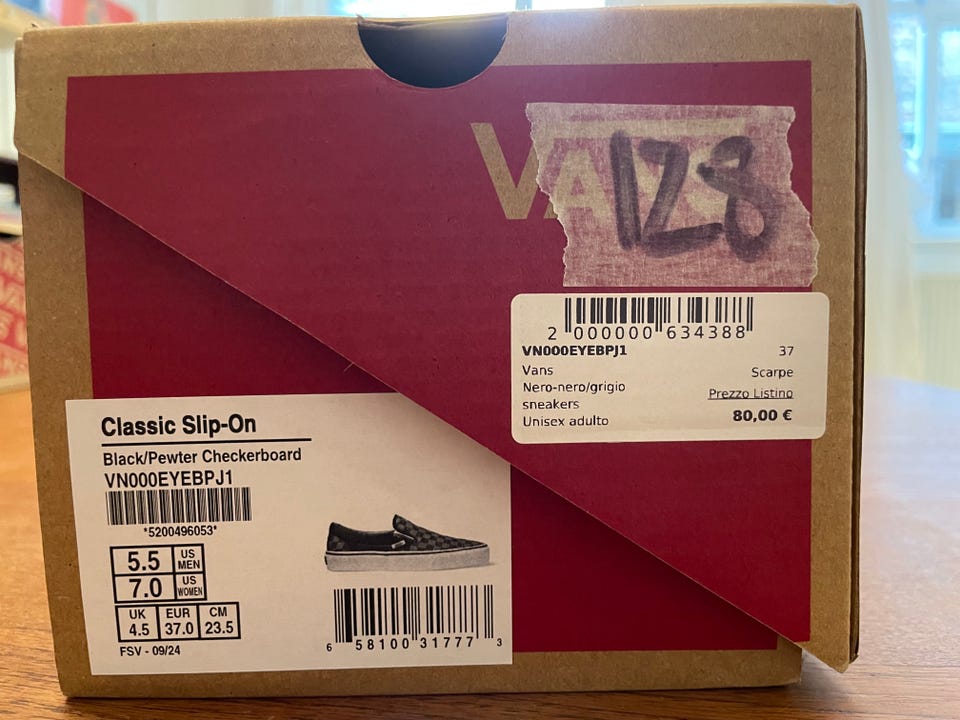 VANS
128
2 000000 634388
VN000EYEBPJ1 37
Vans Scarpe
Nero-nero/grigio Prezzo Listino
sneakers
Unisex adulto 80,00 €
Classic Slip-On
Black/Pewter Checkerboard
VN000EYEBPJ1
*5200496053*
5.5 US MEN
7.0 US WOMEN
UK EUR CM
4.5 37.0 23.5
FSV - 09/24
6 58100 31777 3